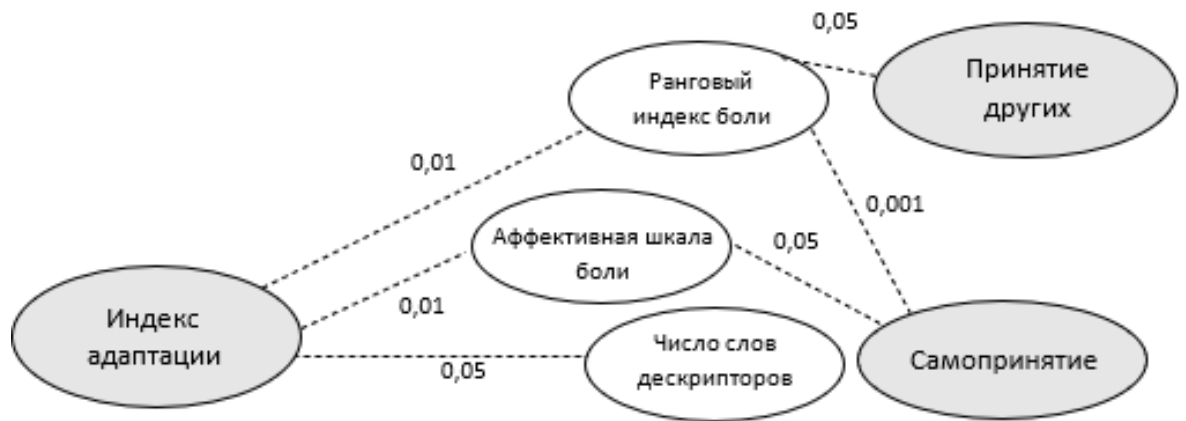 0,05
Ранговый
индекс боли
Принятие
других
0,01
0,001
Аффективная шкала
боли
0,05
0,01
Индекс
адаптации
Число слов
дескрипторов
0,05
Самопринятие